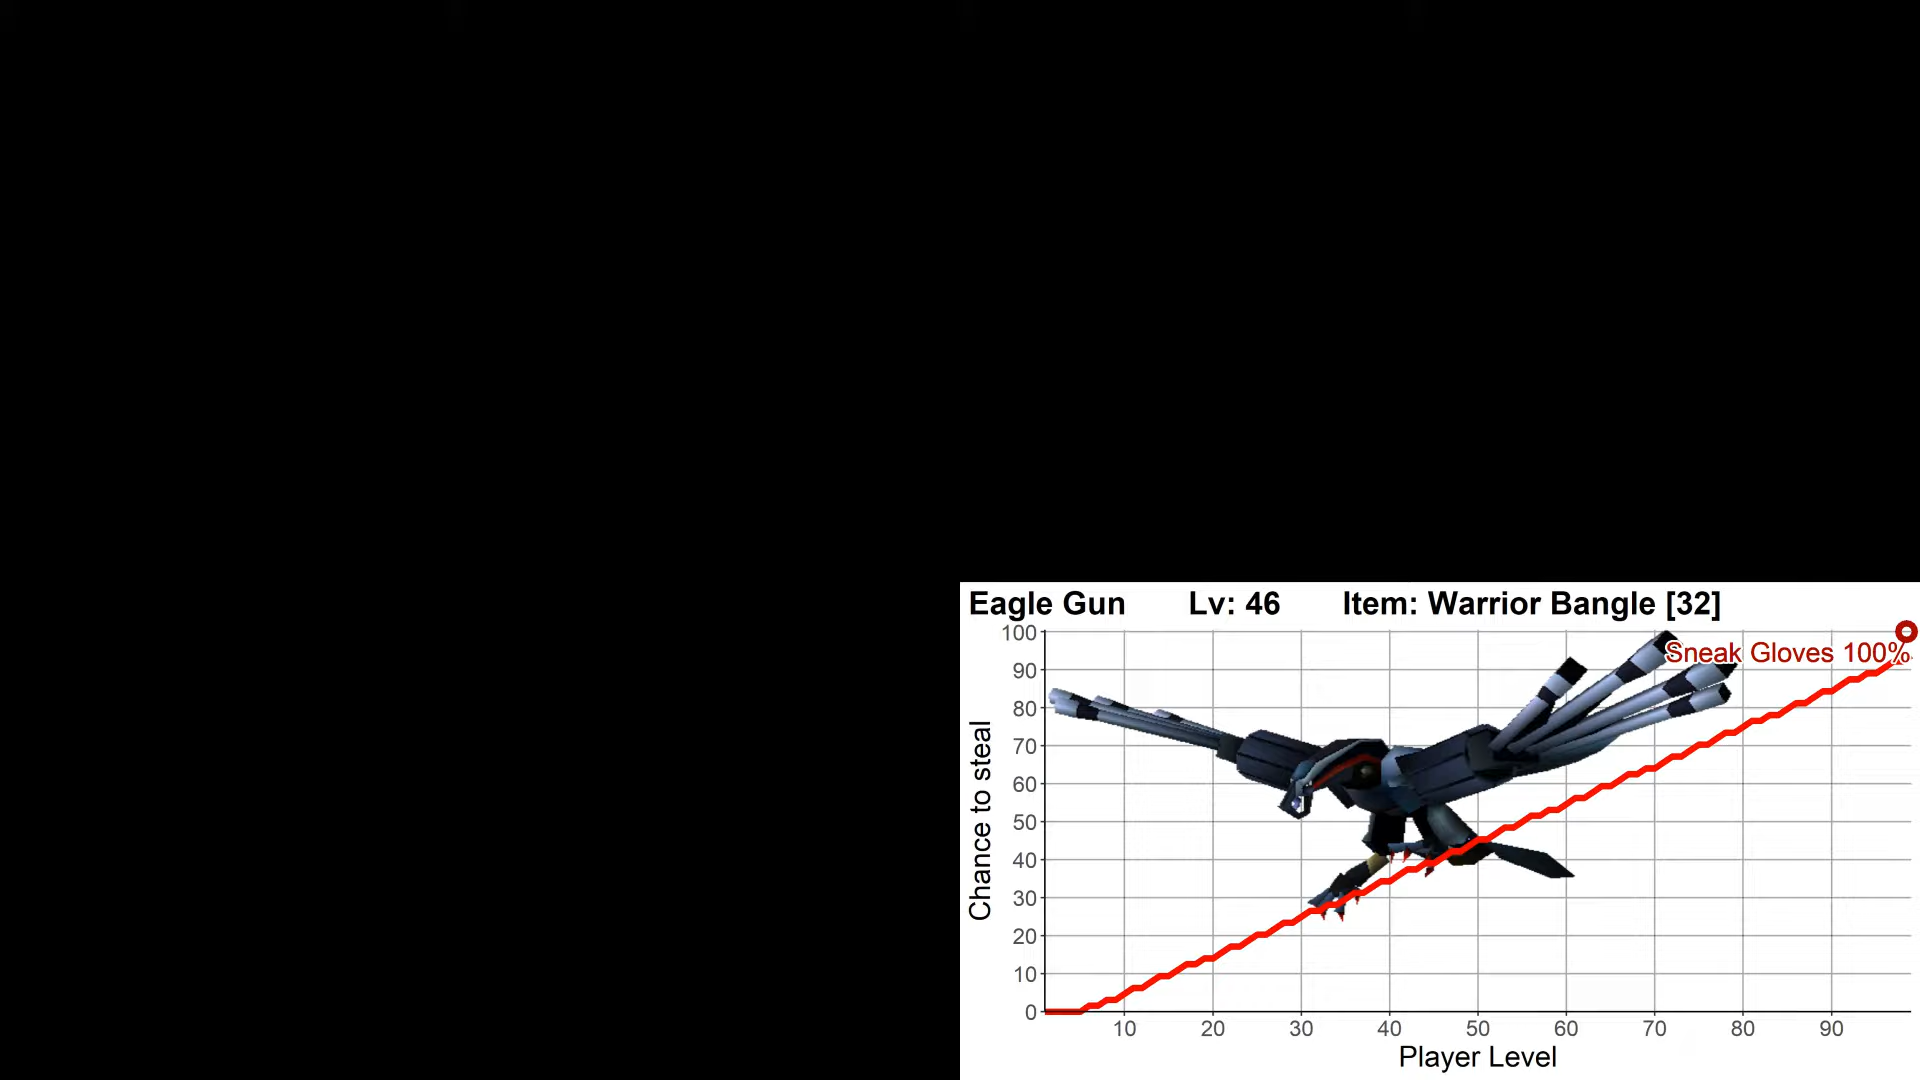 Eagle Gun Lv: 46 Item: Warrior Bangle [32]
100
Sneak Gloves 100%
90
80
70
60
50
40
30
20
10
0
Chance to steal
10 20 30 40 50 60 70 80 90
Player Level